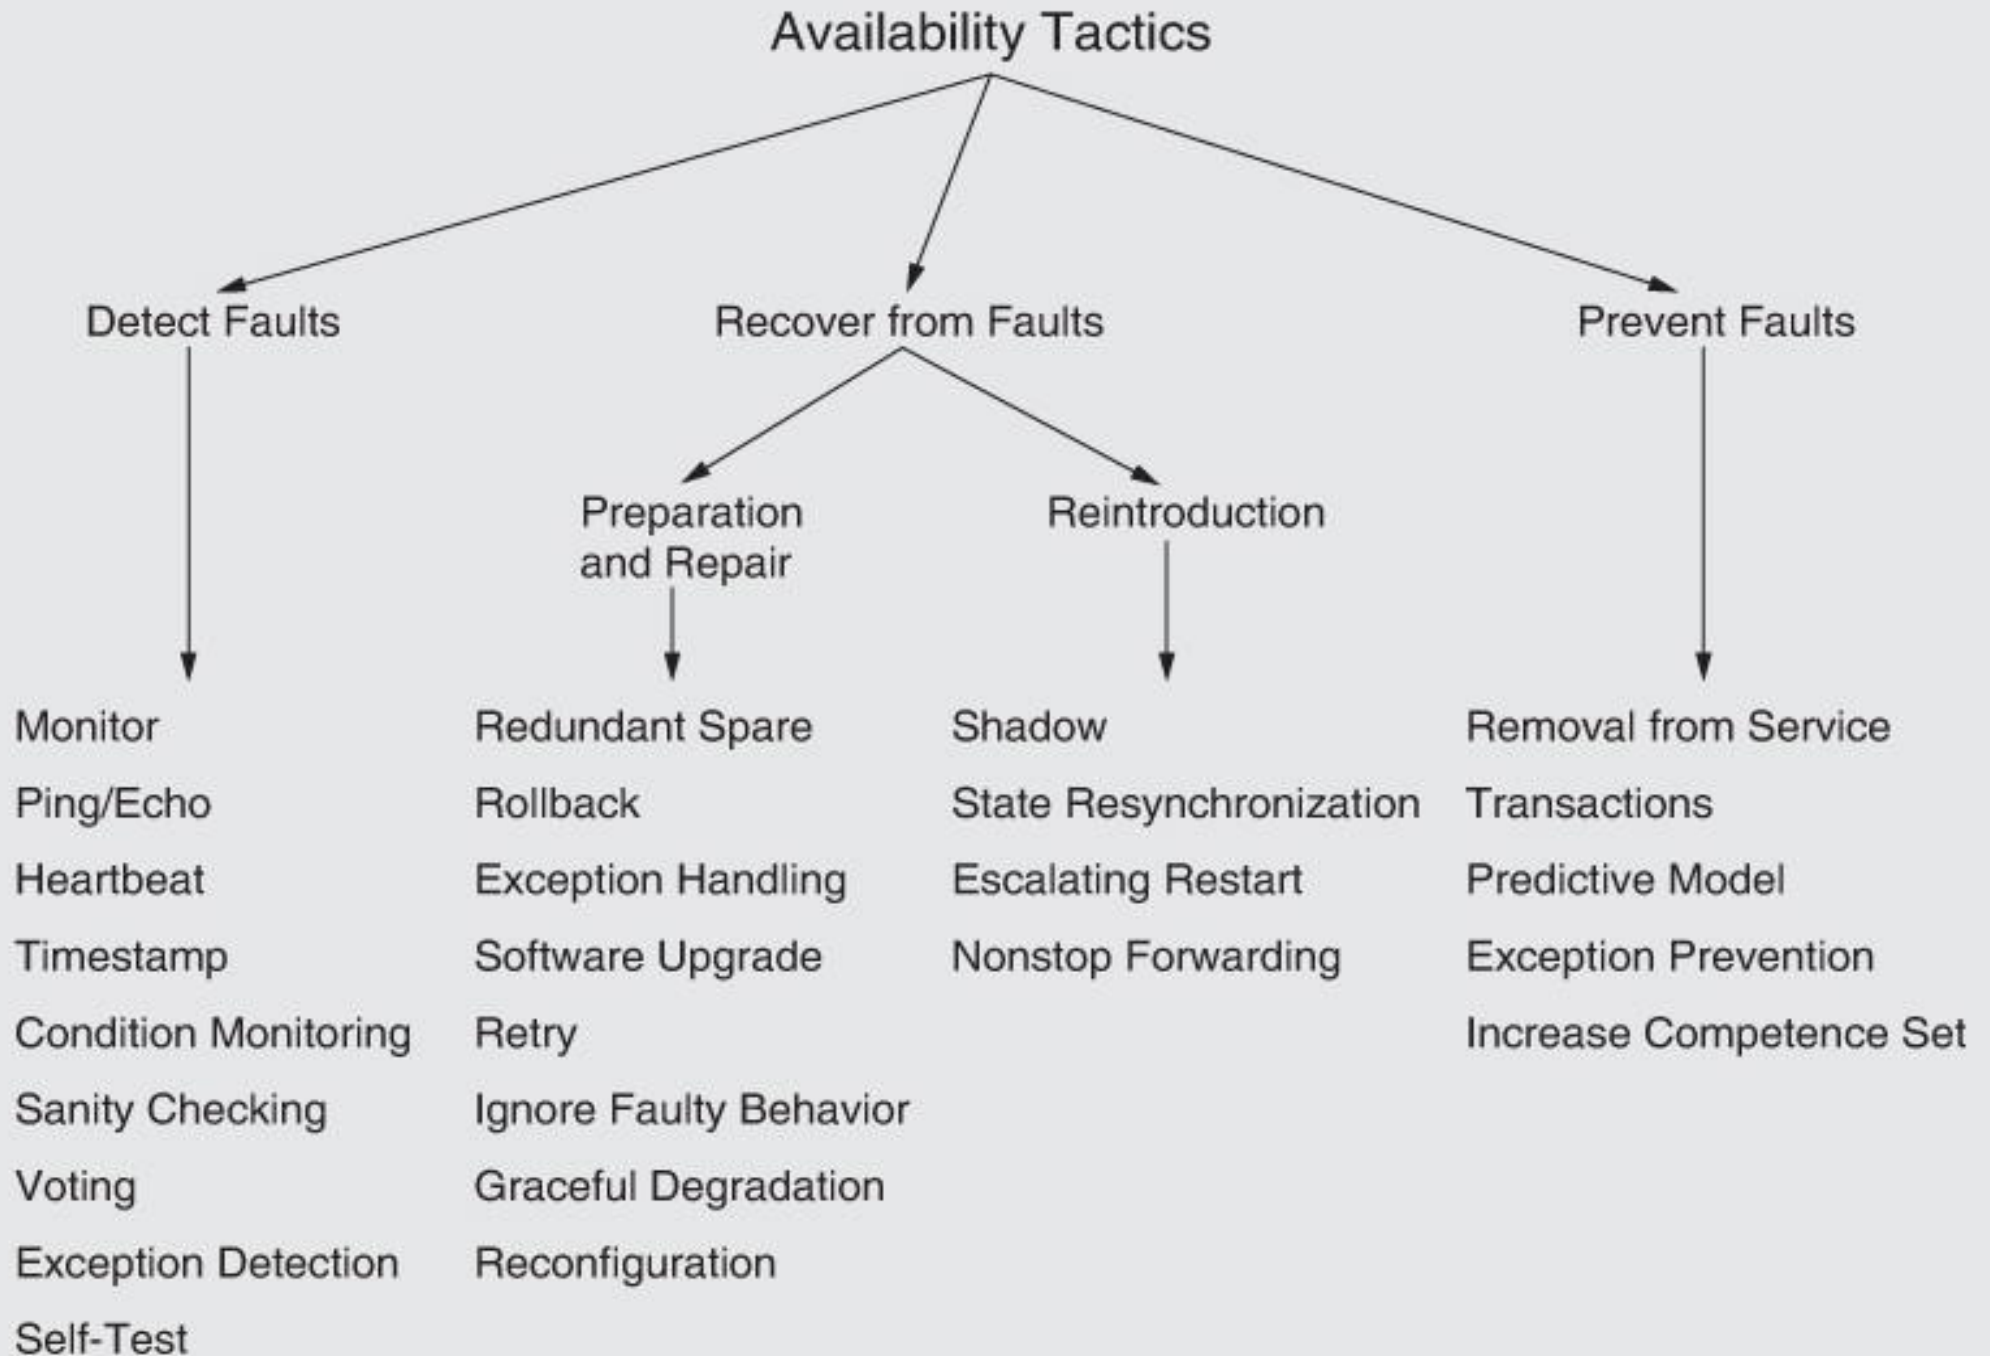 Availability Tactics
Detect Faults
Recover from Faults
Prevent Faults
Preparation
and Repair
Reintroduction
Monitor
Ping/Echo
Heartbeat
Timestamp
Condition Monitoring
Sanity Checking
Voting
Exception Detection
Self-Test
Redundant Spare
Rollback
Exception Handling
Software Upgrade
Retry
Ignore Faulty Behavior
Graceful Degradation
Reconfiguration
Shadow
State Resynchronization
Escalating Restart
Nonstop Forwarding
Removal from Service
Transactions
Predictive Model
Exception Prevention
Increase Competence Set